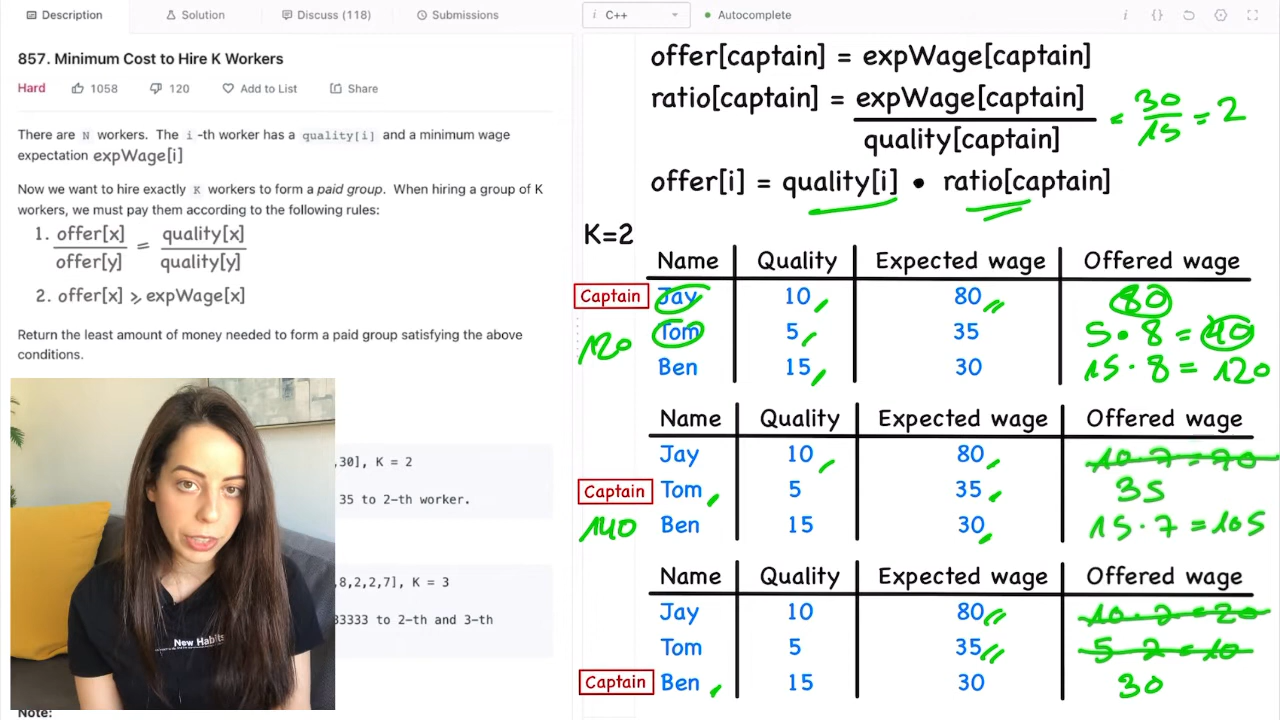 Description
Solution
Discuss (118)
Submissions
i C++
Autocomplete
857. Minimum Cost to Hire K Workers
Hard 1058 120 Add to List Share
There are N workers. The i -th worker has a quality[i] and a minimum wage
expectation expWage[i]
Now we want to hire exactly K workers to form a paid group. When hiring a group of K
workers, we must pay them according to the following rules:
1. offer[x] / offer[y] = quality[x] / quality[y]
2. offer[x] ⩾ expWage[x]
Return the least amount of money needed to form a paid group satisfying the above
conditions.
,30], K = 2
35 to 2-th worker.
,8,2,2,7], K = 3
33333 to 2-th and 3-th
Note:
New Habits
offer[captain] = expWage[captain]
ratio[captain] = expWage[captain] / quality[captain] = 30/15 = 2
offer[i] = quality[i] • ratio[captain]
K=2
Name Quality Expected wage Offered wage
Captain Jay 10 80 80
Tom 5 35 5 · 8 = 40
120
Ben 15 30 15 · 8 = 120
Name Quality Expected wage Offered wage
Jay 10 80 10 · 7 = 70
Captain Tom 5 35 35
140 Ben 15 30 15 · 7 = 105
Name Quality Expected wage Offered wage
Jay 10 80 10 · 2 = 20
Tom 5 35 5 · 2 = 10
Captain Ben 15 30 30